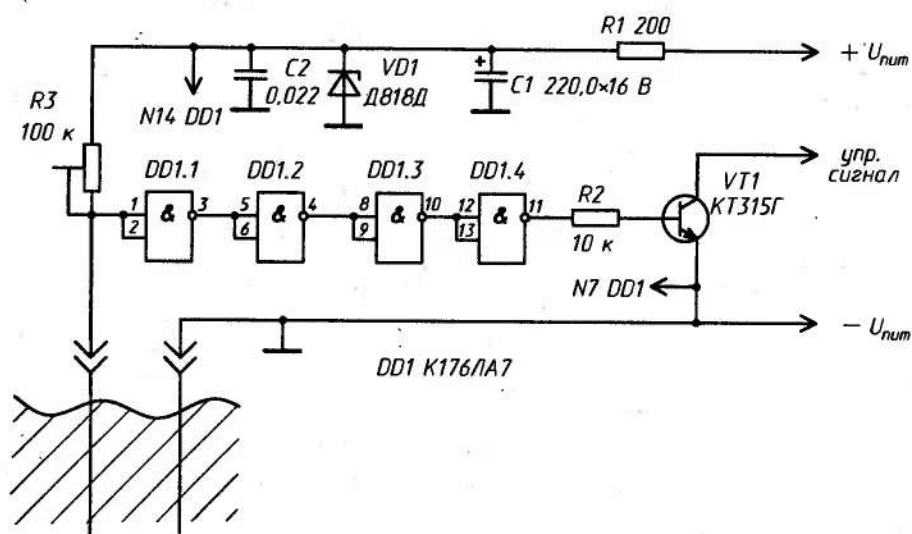 R1 200
+ Uпит
C2
0,022
VD1
Д818Д
+
C1 220,0×16 В
R3
100 к
N14 DD1
упр.
сигнал
DD1.1
DD1.2
DD1.3
DD1.4
VT1
КТ315Г
1
2
&
3
5
6
&
4
8
9
&
10
12
13
&
11
R2
10 к
N7 DD1
− Uпит
DD1 К176ЛА7